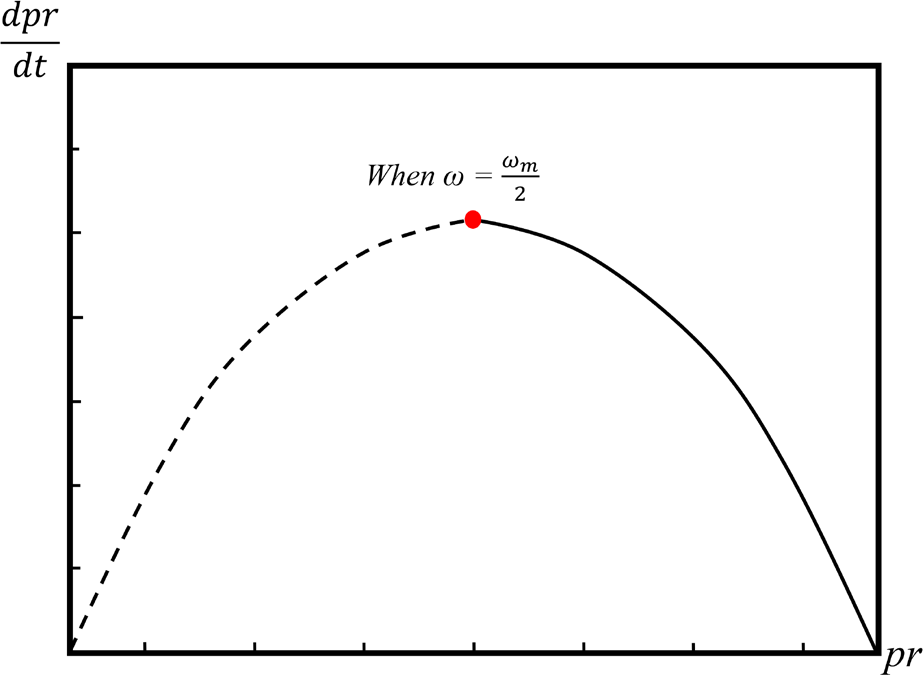 dpr
dt
When ω = ωm/2
pr